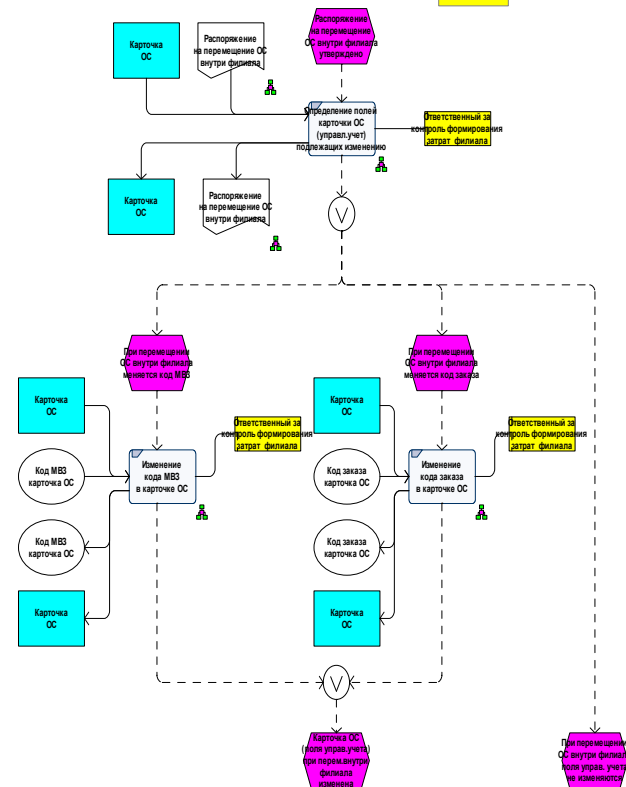 Распоряжение
на перемещение
ОС внутри филиала
утверждено
Карточка
ОС
Распоряжение
на перемещение ОС
внутри филиала
Определение полей
карточки ОС
(управл.учет)
подлежащих изменению
Ответственный за
контроль формирования
затрат филиала
Карточка
ОС
Распоряжение
на перемещение ОС
внутри филиала
V
При перемещении
ОС внутри филиала
меняется код МВЗ
При перемещении
ОС внутри филиала
меняется код заказа
Карточка
ОС
Ответственный за
контроль формирования
затрат филиала
Карточка
ОС
Ответственный за
контроль формирования
затрат филиала
Код МВЗ
карточка ОС
Изменение
кода МВЗ
в карточке ОС
Код заказа
карточка ОС
Изменение
кода заказа
в карточке ОС
Код МВЗ
карточка ОС
Код заказа
карточка ОС
Карточка
ОС
Карточка
ОС
V
Карточка ОС
(поля управ.учета)
при перем.внутри
филиала
изменена
При перемещении
ОС внутри филиал
поля управ. учета
не изменяются